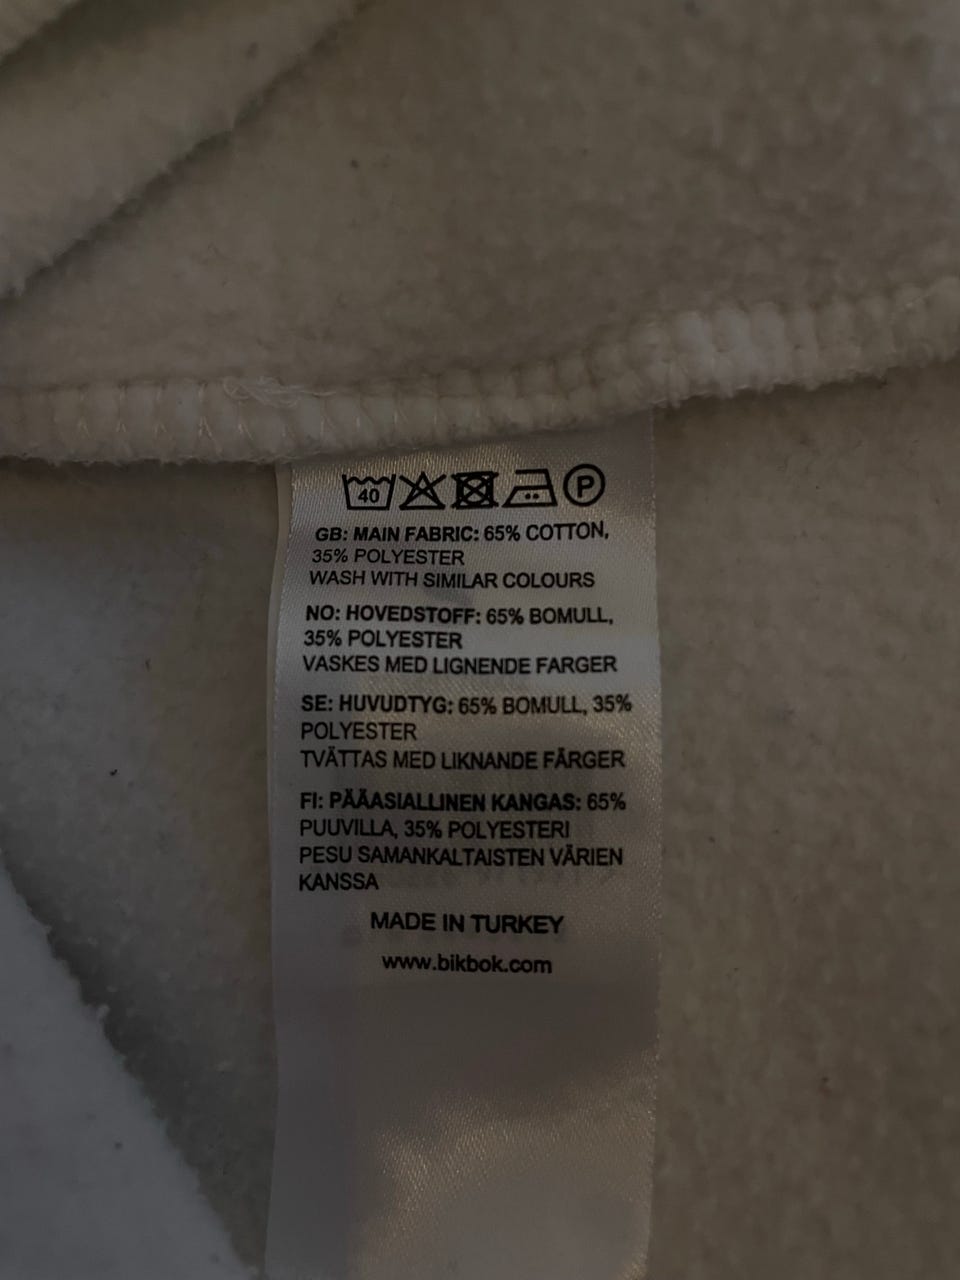 40 P
GB: MAIN FABRIC: 65% COTTON,
35% POLYESTER
WASH WITH SIMILAR COLOURS
NO: HOVEDSTOFF: 65% BOMULL,
35% POLYESTER
VASKES MED LIGNENDE FARGER
SE: HUVUDTYG: 65% BOMULL, 35%
POLYESTER
TVÄTTAS MED LIKNANDE FÄRGER
FI: PÄÄASIALLINEN KANGAS: 65%
PUUVILLA, 35% POLYESTERI
PESU SAMANKALTAISTEN VÄRIEN
KANSSA
MADE IN TURKEY
www.bikbok.com